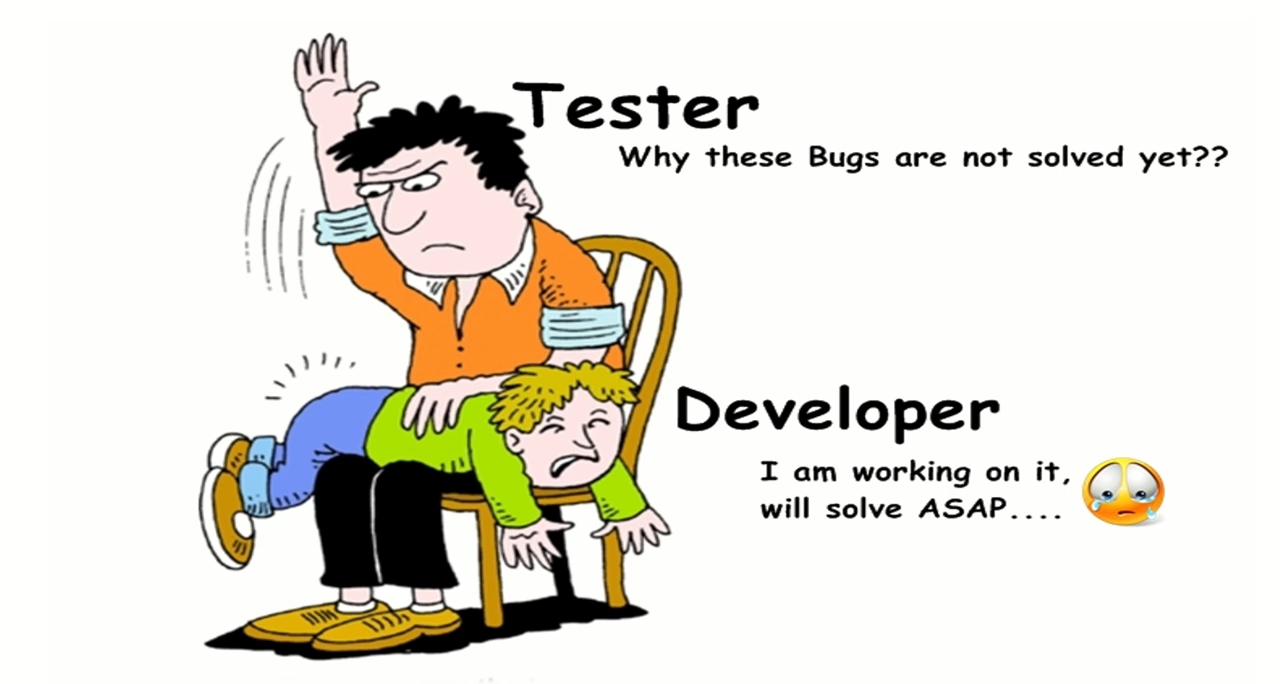 Tester
Why these Bugs are not solved yet??
Developer
I am working on it,
will solve ASAP....